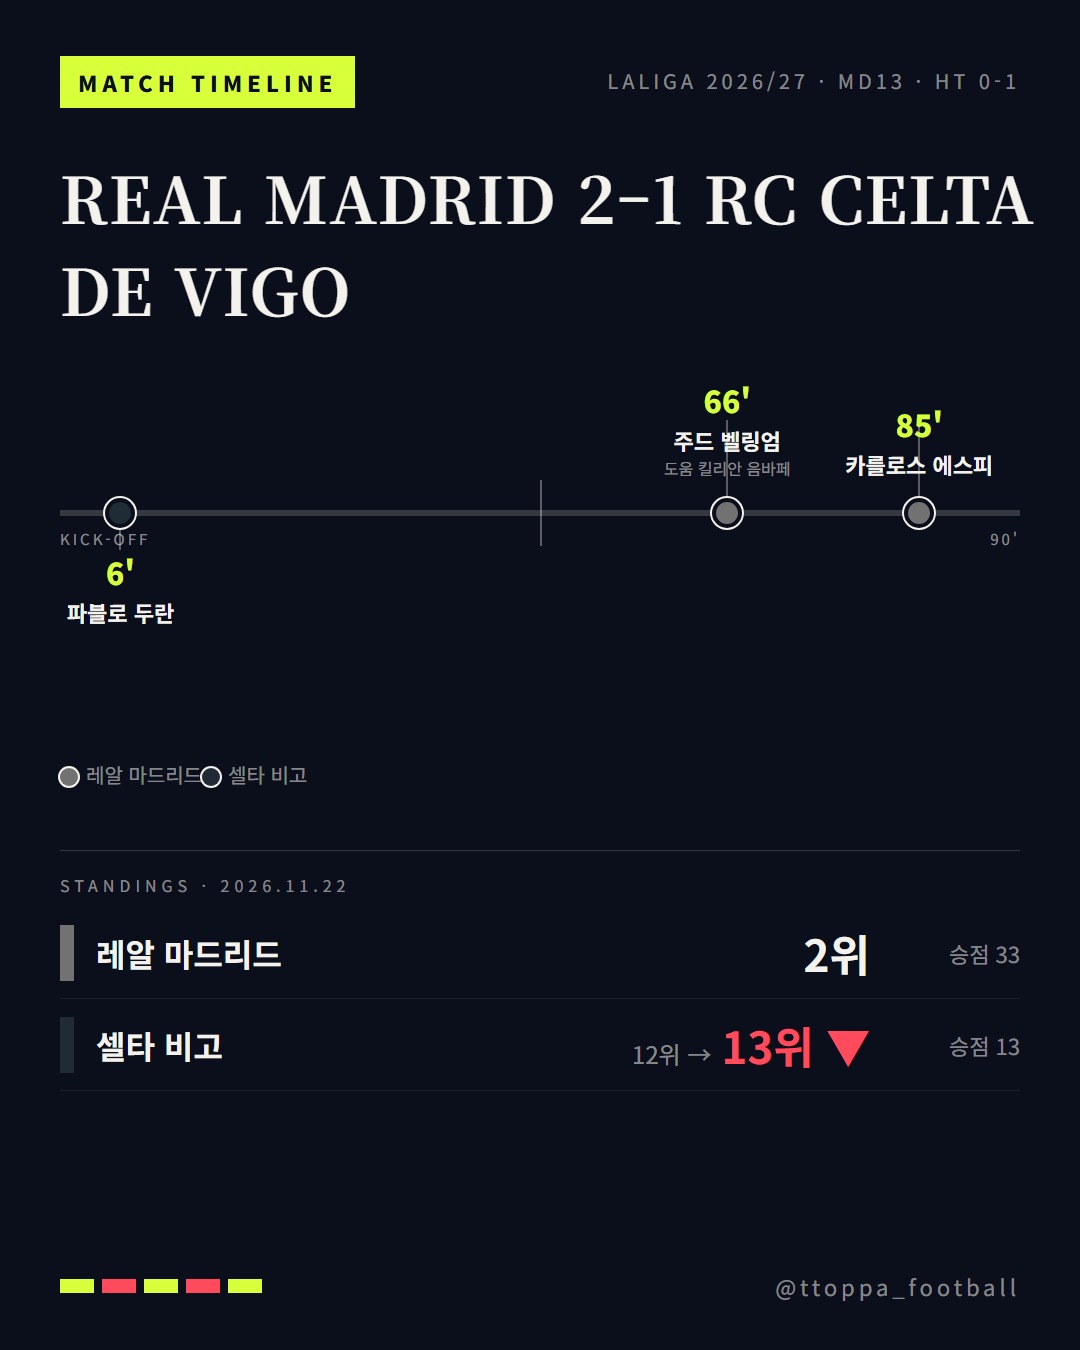 MATCH TIMELINE
LALIGA 2026/27 · MD13 · HT 0-1
REAL MADRID 2–1 RC CELTA
DE VIGO
66'
주드 벨링엄
도움 킬리안 음바페
85'
카를로스 에스피
KICK-OFF
90'
6'
파블로 두란
레알 마드리드
셀타 비고
STANDINGS · 2026.11.22
레알 마드리드 2위 승점 33
셀타 비고 12위 → 13위 ▼ 승점 13
@ttoppa_football